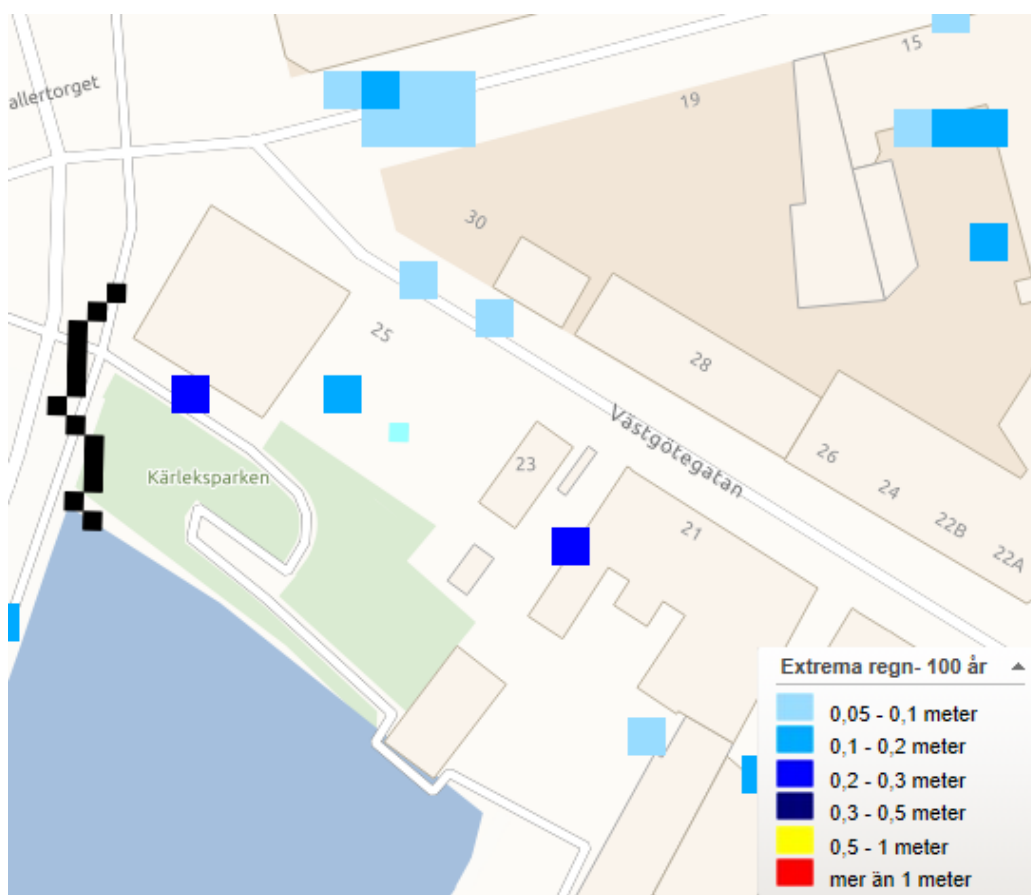 15
allertorget
19
30
25
28
Västgötegatan
26
23
Kärleksparken
24
21
22B
22A
Extrema regn- 100 år
0,05 - 0,1 meter
0,1 - 0,2 meter
0,2 - 0,3 meter
0,3 - 0,5 meter
0,5 - 1 meter
mer än 1 meter